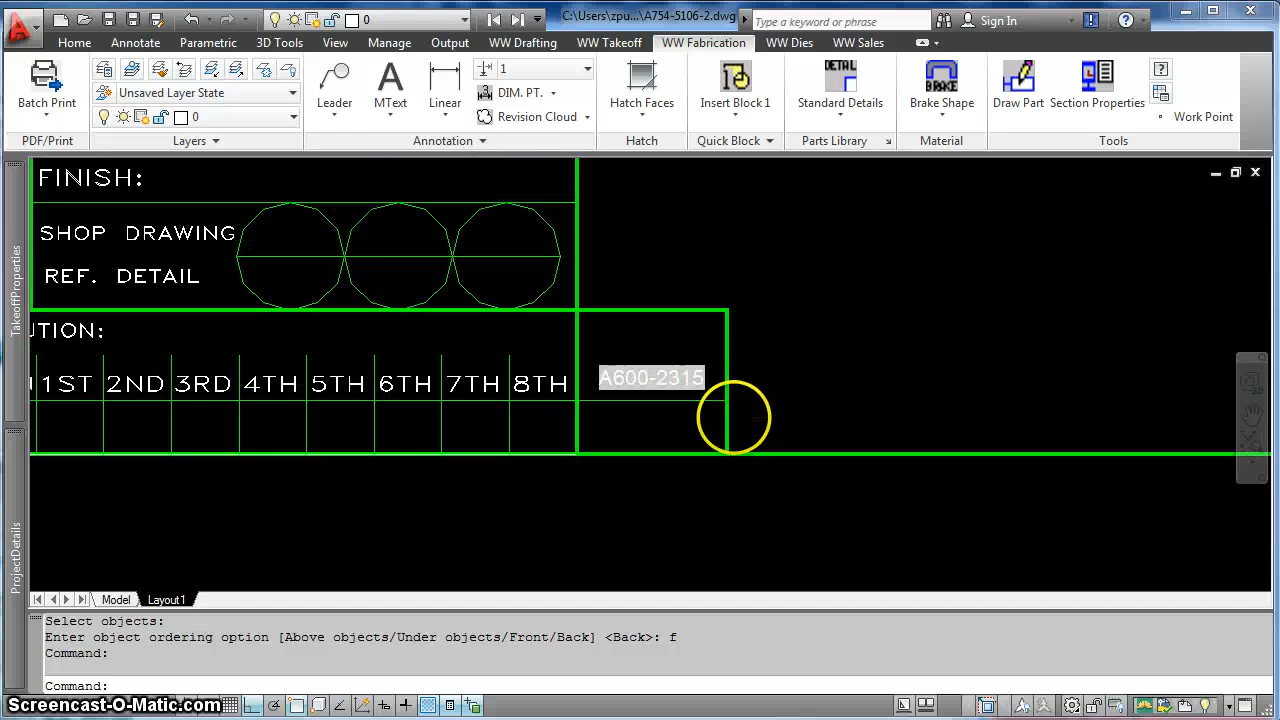 0
C:\Users\zpu... \A754-5106-2.dwg
Type a keyword or phrase
Sign In
Home Annotate Parametric 3D Tools View Manage Output WW Drafting WW Takeoff WW Fabrication WW Dies WW Sales
Batch Print
Unsaved Layer State
0
Leader
MText
Linear
1
DIM. PT.
Revision Cloud
Hatch Faces
Insert Block 1
DETAIL
Standard Details
BRAKE
Brake Shape
Draw Part
Section Properties
Work Point
PDF/Print Layers Annotation Hatch Quick Block Parts Library Material Tools
TakeoffProperties
ProjectDetails
FINISH:
SHOP DRAWING
REF. DETAIL
UTION:
1ST 2ND 3RD 4TH 5TH 6TH 7TH 8TH
A600-2315
Model Layout1
Select objects:
Enter object ordering option [Above objects/Under objects/Front/Back] <Back>: f
Command:
Command:
Screencast-O-Matic.com